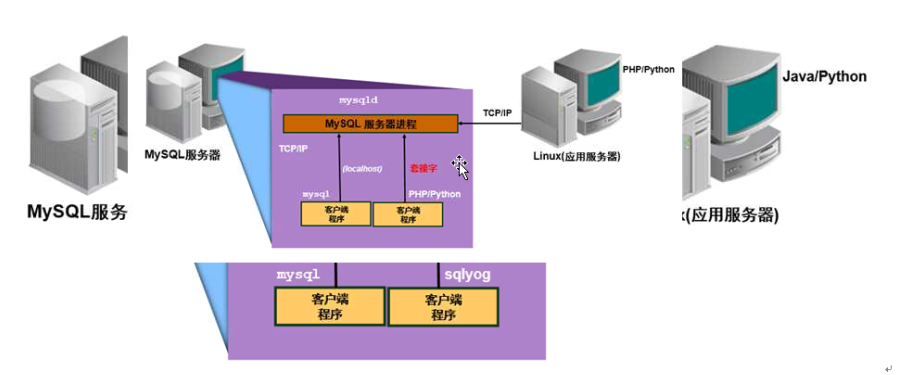 mysqld
MySQL 服务器进程
TCP/IP
PHP/Python
Java/Python
TCP/IP
(localhost)
套接字
MySQL服务器
Linux(应用服务器)
mysql
PHP/Python
客户端
程序
客户端
程序
MySQL服务
x(应用服务器)
mysql
sqlyog
客户端
程序
客户端
程序